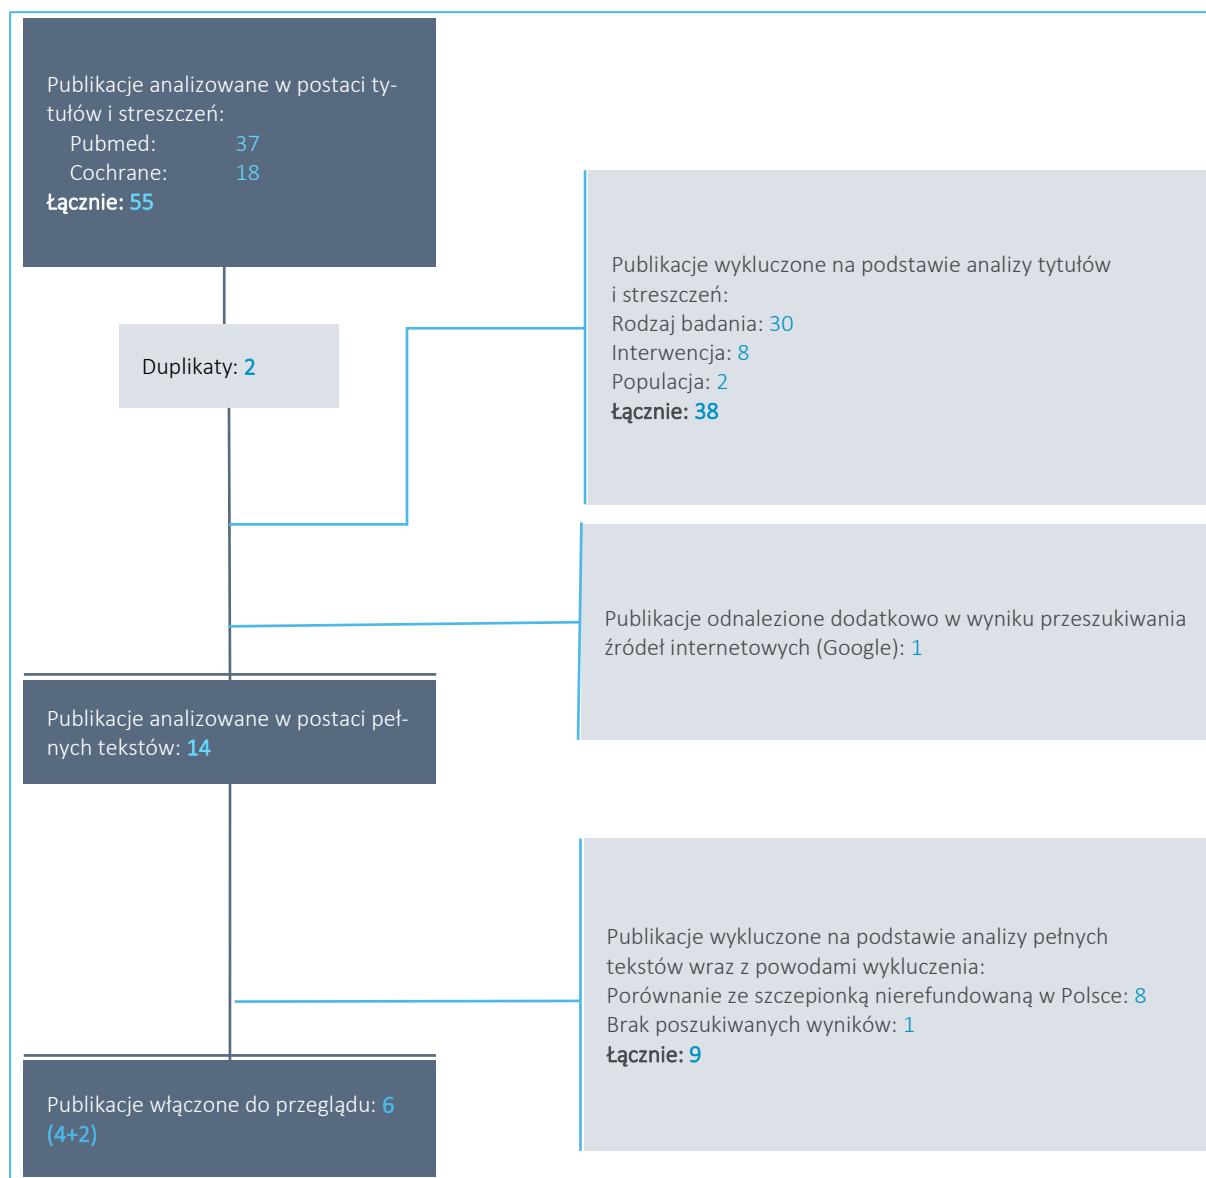 Publikacje analizowane w postaci ty-
tułów i streszczeń:
Pubmed: 37
Cochrane: 18
Łącznie: 55
Duplikaty: 2
Publikacje wykluczone na podstawie analizy tytułów
i streszczeń:
Rodzaj badania: 30
Interwencja: 8
Populacja: 2
Łącznie: 38
Publikacje odnalezione dodatkowo w wyniku przeszukiwania
źródeł internetowych (Google): 1
Publikacje analizowane w postaci peł-
nych tekstów: 14
Publikacje wykluczone na podstawie analizy pełnych
tekstów wraz z powodami wykluczenia:
Porównanie ze szczepionką nierefundowaną w Polsce: 8
Brak poszukiwanych wyników: 1
Łącznie: 9
Publikacje włączone do przeglądu: 6
(4+2)